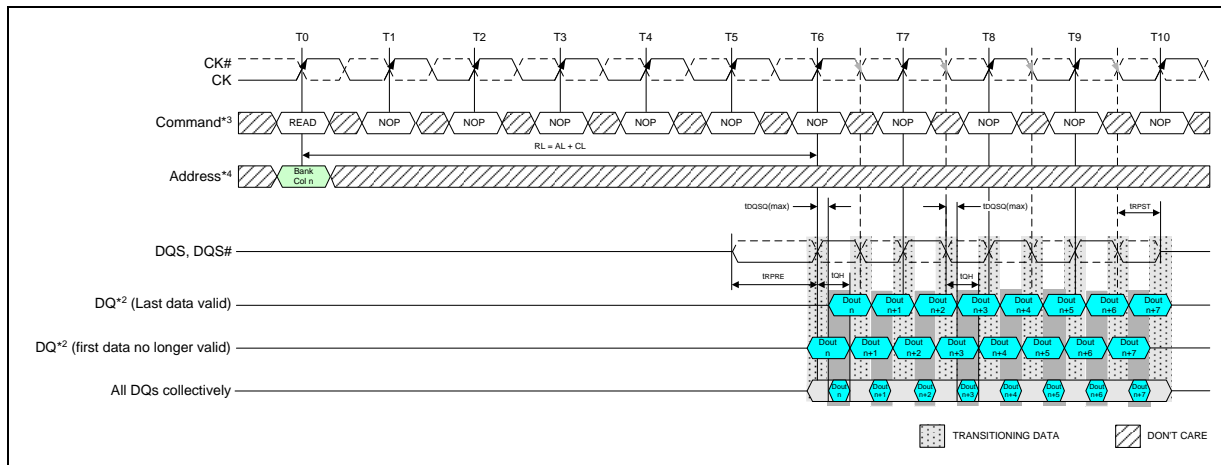 T0 T1 T2 T3 T4 T5 T6 T7 T8 T9 T10
CK#
CK
Command*3 READ NOP NOP NOP NOP NOP NOP NOP NOP NOP NOP
RL = AL + CL
Address*4 Bank
Col n
tDQSQ(max) tDQSQ(max) tRPST
DQS, DQS#
tRPRE tQH tQH
DQ*2 (Last data valid) Dout n Dout n+1 Dout n+2 Dout n+3 Dout n+4 Dout n+5 Dout n+6 Dout n+7
DQ*2 (first data no longer valid) Dout n Dout n+1 Dout n+2 Dout n+3 Dout n+4 Dout n+5 Dout n+6 Dout n+7
All DQs collectively Dout n Dout n+1 Dout n+2 Dout n+3 Dout n+4 Dout n+5 Dout n+6 Dout n+7
TRANSITIONING DATA DON'T CARE